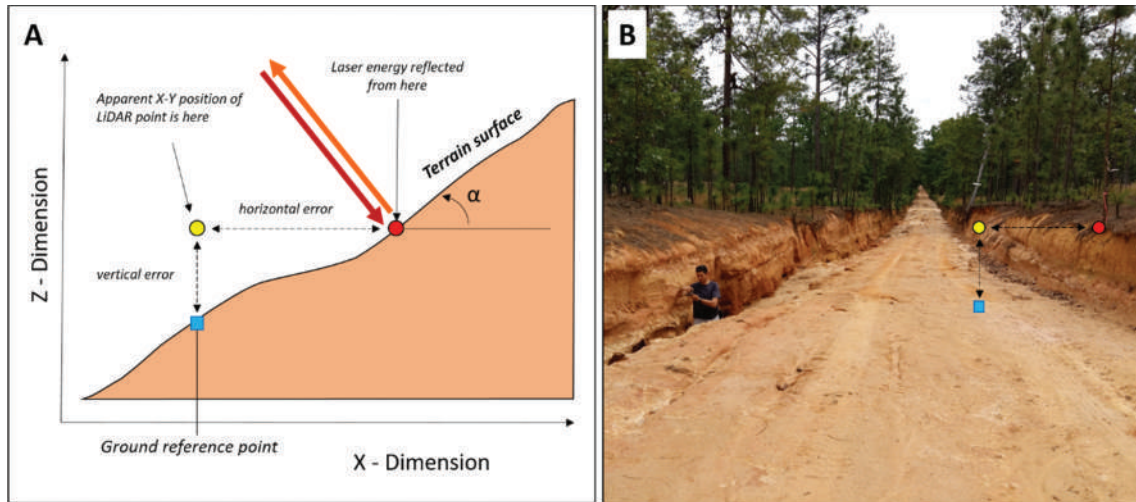 A
B
Laser energy reflected
from here
Apparent X-Y position of
LiDAR point is here
Terrain surface
α
horizontal error
vertical error
Z - Dimension
Ground reference point
X - Dimension